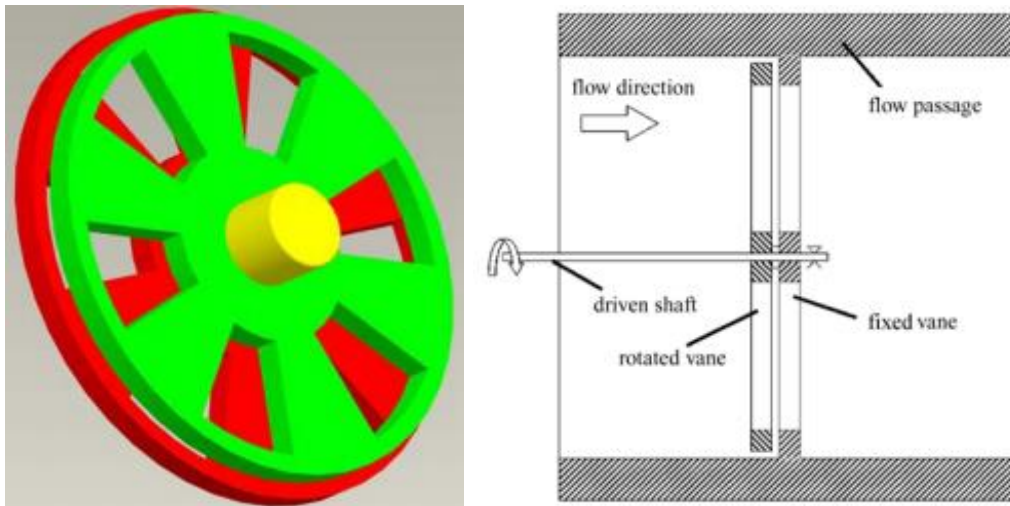 flow direction
flow passage
driven shaft
fixed vane
rotated vane